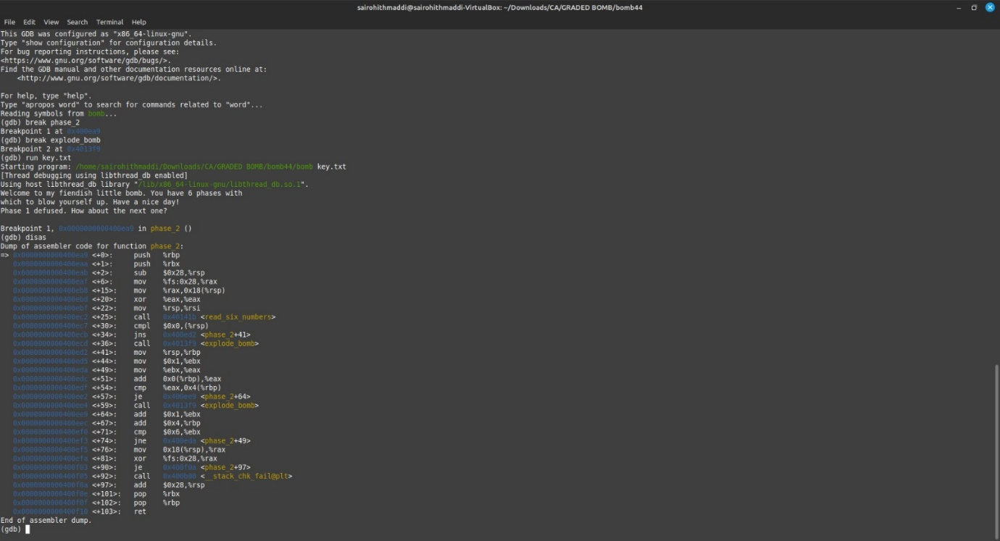 sairohithmaddi@sairohithmaddi-VirtualBox: ~/Downloads/CA/GRADED BOMB/bomb44
File Edit View Search Terminal Help
This GDB was configured as "x86_64-linux-gnu".
Type "show configuration" for configuration details.
For bug reporting instructions, please see:
<https://www.gnu.org/software/gdb/bugs/>.
Find the GDB manual and other documentation resources online at:
    <http://www.gnu.org/software/gdb/documentation/>.

For help, type "help".
Type "apropos word" to search for commands related to "word"...
Reading symbols from bomb...
(gdb) break phase_2
Breakpoint 1 at 0x400ea9
(gdb) break explode_bomb
Breakpoint 2 at 0x4013f9
(gdb) run key.txt
Starting program: /home/sairohithmaddi/Downloads/CA/GRADED BOMB/bomb44/bomb key.txt
[Thread debugging using libthread_db enabled]
Using host libthread_db library "/lib/x86_64-linux-gnu/libthread_db.so.1".
Welcome to my fiendish little bomb. You have 6 phases with
which to blow yourself up. Have a nice day!
Phase 1 defused. How about the next one?

Breakpoint 1, 0x0000000000400ea9 in phase_2 ()
(gdb) disas
Dump of assembler code for function phase_2:
=> 0x0000000000400ea9 <+0>: push %rbp
0x0000000000400eaa <+1>: push %rbx
0x0000000000400eab <+2>: sub $0x28,%rsp
0x0000000000400eaf <+6>: mov %fs:0x28,%rax
0x0000000000400eb8 <+15>: mov %rax,0x18(%rsp)
0x0000000000400ebd <+20>: xor %eax,%eax
0x0000000000400ebf <+22>: mov %rsp,%rsi
0x0000000000400ec2 <+25>: call 0x40141b <read_six_numbers>
0x0000000000400ec7 <+30>: cmpl $0x0,(%rsp)
0x0000000000400ecb <+34>: jns 0x400ed2 <phase_2+41>
0x0000000000400ecd <+36>: call 0x4013f9 <explode_bomb>
0x0000000000400ed2 <+41>: mov %rsp,%rbp
0x0000000000400ed5 <+44>: mov $0x1,%ebx
0x0000000000400eda <+49>: mov %ebx,%eax
0x0000000000400edc <+51>: add 0x0(%rbp),%eax
0x0000000000400edf <+54>: cmp %eax,0x4(%rbp)
0x0000000000400ee2 <+57>: je 0x400ee9 <phase_2+64>
0x0000000000400ee4 <+59>: call 0x4013f9 <explode_bomb>
0x0000000000400ee9 <+64>: add $0x1,%ebx
0x0000000000400eec <+67>: add $0x4,%rbp
0x0000000000400ef0 <+71>: cmp $0x6,%ebx
0x0000000000400ef3 <+74>: jne 0x400eda <phase_2+49>
0x0000000000400ef5 <+76>: mov 0x18(%rsp),%rax
0x0000000000400efa <+81>: xor %fs:0x28,%rax
0x0000000000400f03 <+90>: je 0x400f0a <phase_2+97>
0x0000000000400f05 <+92>: call 0x400b00 <__stack_chk_fail@plt>
0x0000000000400f0a <+97>: add $0x28,%rsp
0x0000000000400f0e <+101>: pop %rbx
0x0000000000400f0f <+102>: pop %rbp
0x0000000000400f10 <+103>: ret
End of assembler dump.
(gdb)